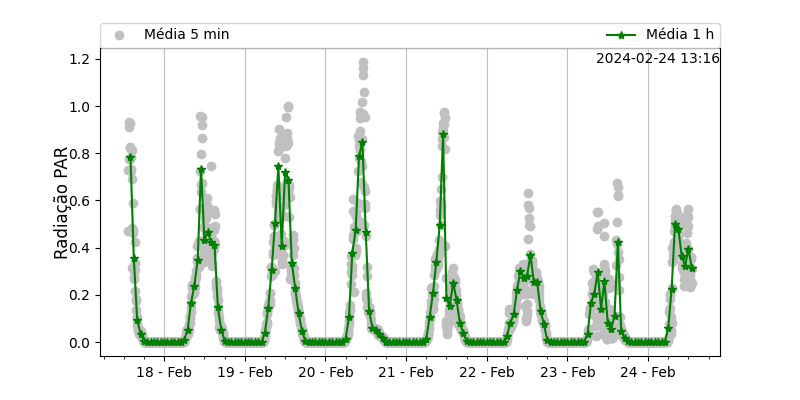 Média 5 min
Média 1 h
2024-02-24 13:16
Radiação PAR
1.2
1.0
0.8
0.6
0.4
0.2
0.0
18 - Feb
19 - Feb
20 - Feb
21 - Feb
22 - Feb
23 - Feb
24 - Feb